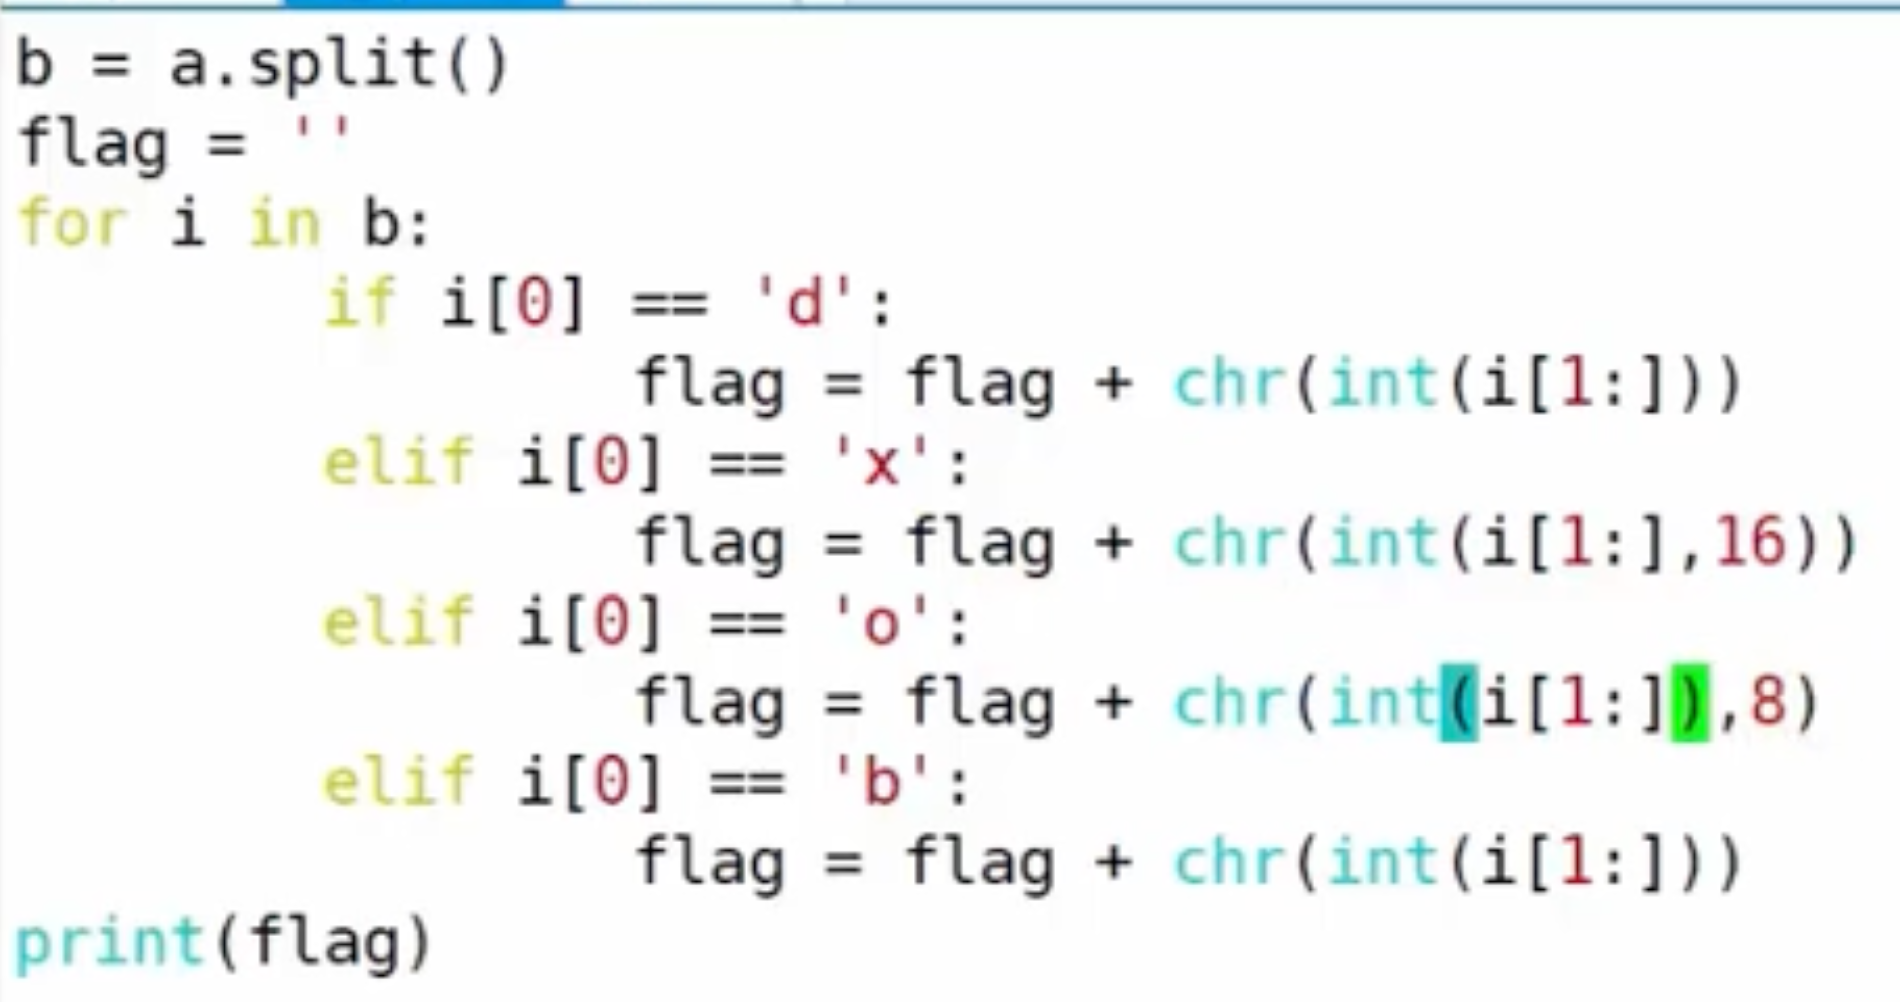 b = a.split()
flag = ''
for i in b:
        if i[0] == 'd':
                flag = flag + chr(int(i[1:]))
        elif i[0] == 'x':
                flag = flag + chr(int(i[1:],16))
        elif i[0] == 'o':
                flag = flag + chr(int(i[1:]),8)
        elif i[0] == 'b':
                flag = flag + chr(int(i[1:]))
print(flag)